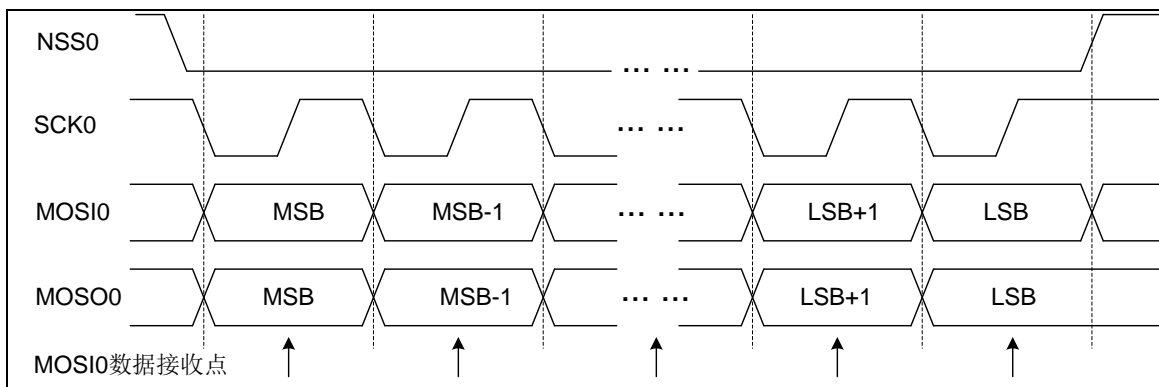 NSS0
... ...
SCK0
... ...
MOSI0 MSB MSB-1 ... ... LSB+1 LSB
MOSO0 MSB MSB-1 ... ... LSB+1 LSB
MOSI0数据接收点